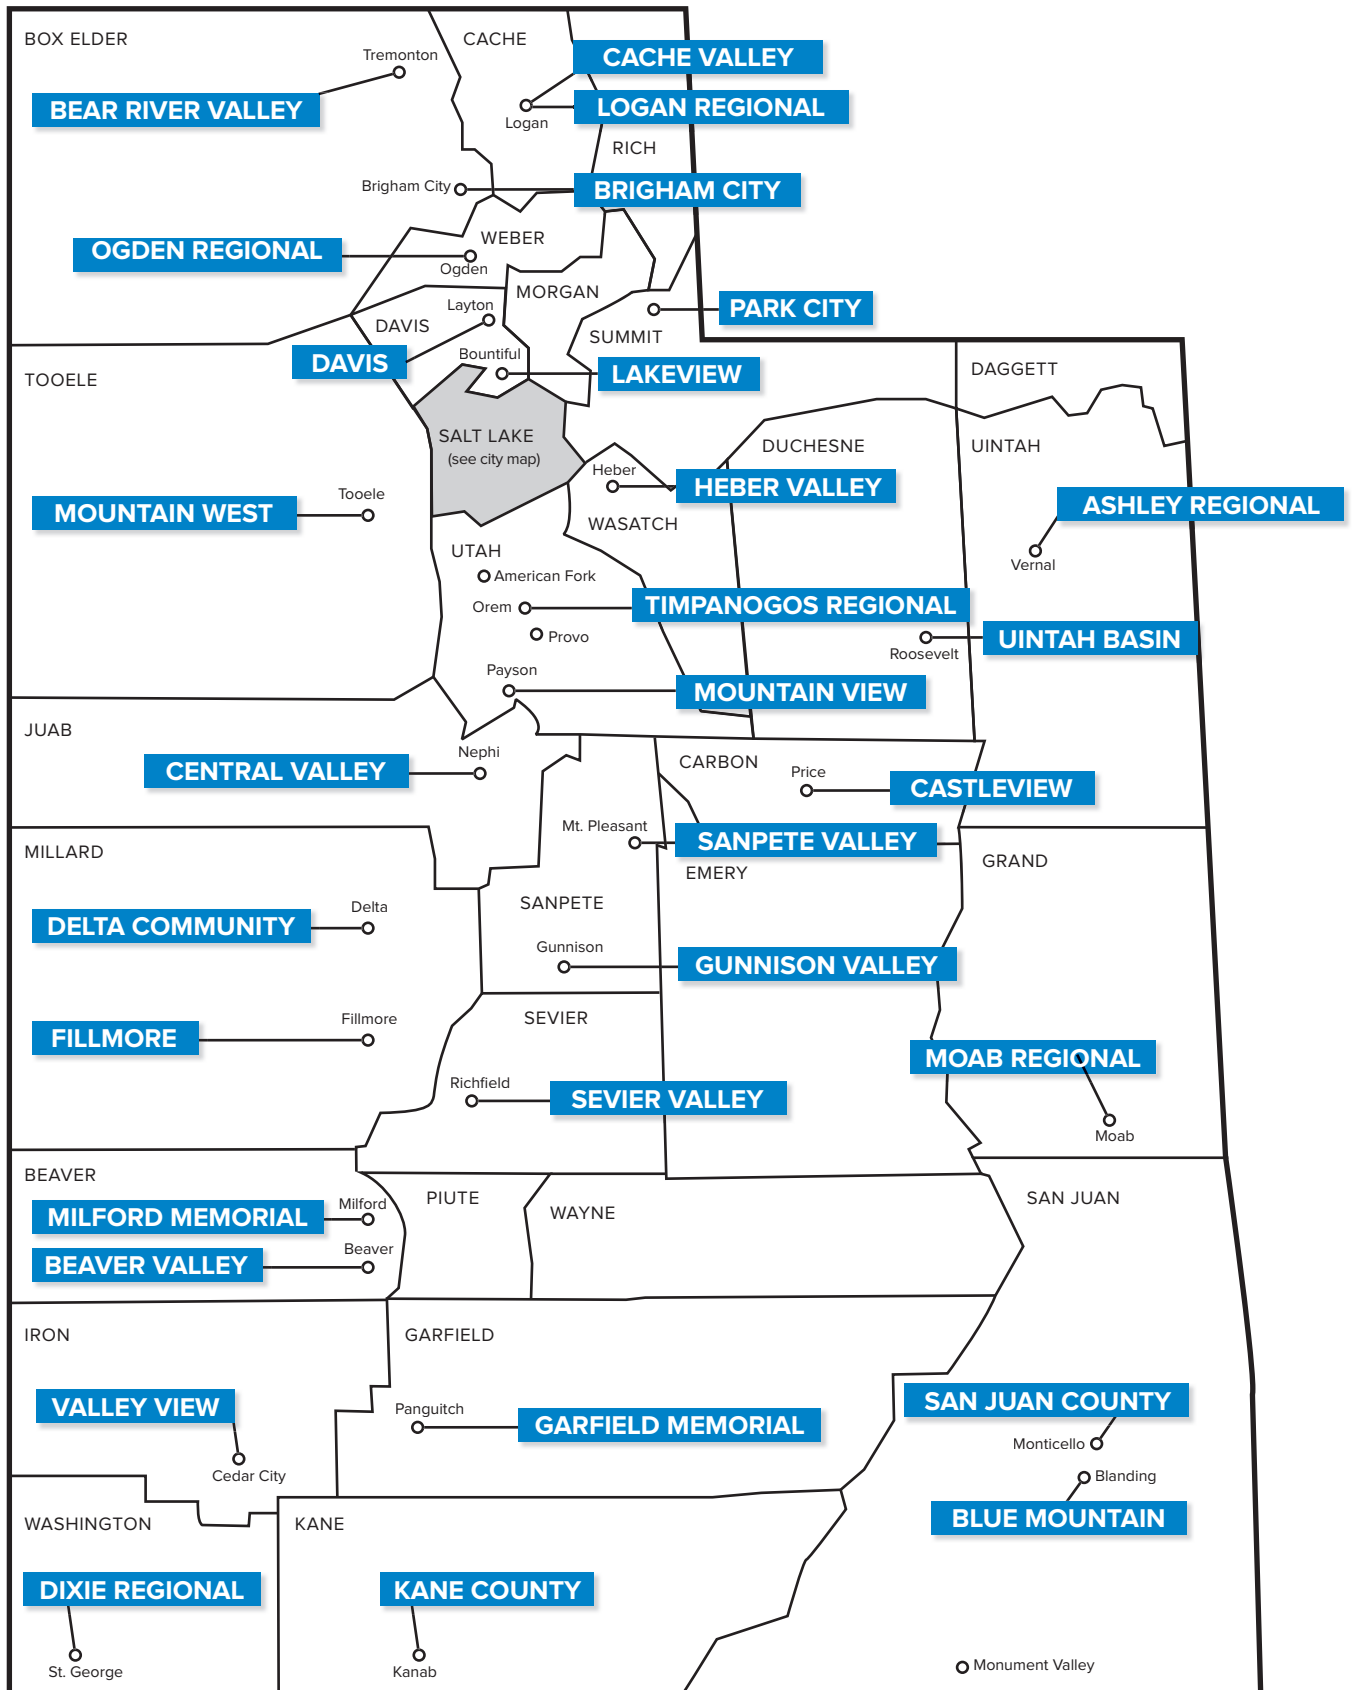 BOX ELDER
CACHE
Tremonton
CACHE VALLEY
BEAR RIVER VALLEY
LOGAN REGIONAL
Logan
RICH
Brigham City
BRIGHAM CITY
WEBER
OGDEN REGIONAL
Ogden
MORGAN
Layton
PARK CITY
DAVIS
SUMMIT
Bountiful
DAVIS
LAKEVIEW
TOOELE
DAGGETT
SALT LAKE
(see city map)
DUCHESNE
UINTAH
Heber
HEBER VALLEY
Tooele
MOUNTAIN WEST
ASHLEY REGIONAL
WASATCH
UTAH
Vernal
American Fork
Orem
TIMPANOGOS REGIONAL
Provo
UINTAH BASIN
Roosevelt
Payson
MOUNTAIN VIEW
JUAB
Nephi
CARBON
CENTRAL VALLEY
Price
CASTLEVIEW
Mt. Pleasant
SANPETE VALLEY
MILLARD
GRAND
EMERY
Delta
SANPETE
DELTA COMMUNITY
Gunnison
GUNNISON VALLEY
Fillmore
SEVIER
FILLMORE
MOAB REGIONAL
Richfield
SEVIER VALLEY
Moab
BEAVER
PIUTE
SAN JUAN
Milford
MILFORD MEMORIAL
WAYNE
Beaver
BEAVER VALLEY
IRON
GARFIELD
SAN JUAN COUNTY
VALLEY VIEW
Panguitch
GARFIELD MEMORIAL
Monticello
Cedar City
Blanding
WASHINGTON
KANE
BLUE MOUNTAIN
DIXIE REGIONAL
KANE COUNTY
St. George
Kanab
Monument Valley